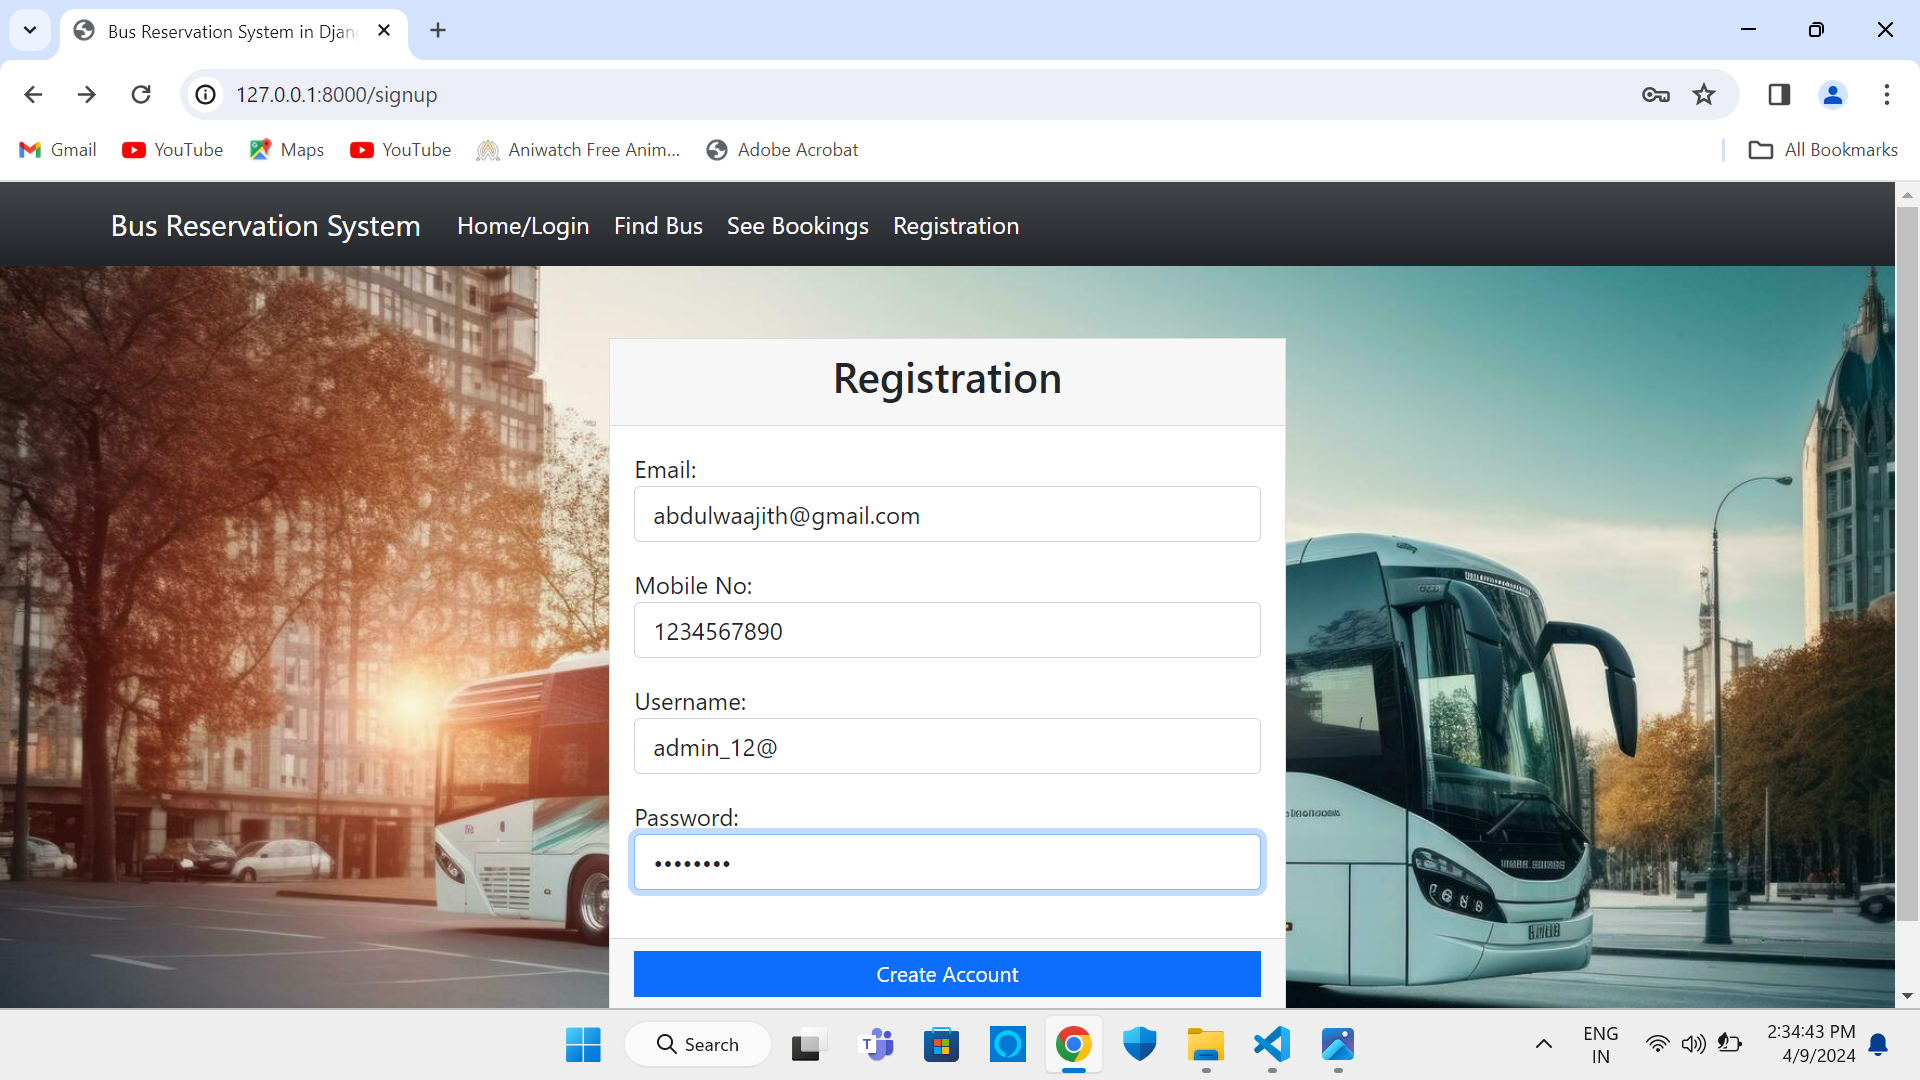 Bus Reservation System in Djan
127.0.0.1:8000/signup
Gmail
YouTube
Maps
YouTube
Aniwatch Free Anim...
Adobe Acrobat
All Bookmarks
Bus Reservation System
Home/Login
Find Bus
See Bookings
Registration
Registration
Email:
abdulwaajith@gmail.com
Mobile No:
1234567890
Username:
admin_12@
Password:
••••••••
Create Account
Search
ENG
IN
2:34:43 PM
4/9/2024